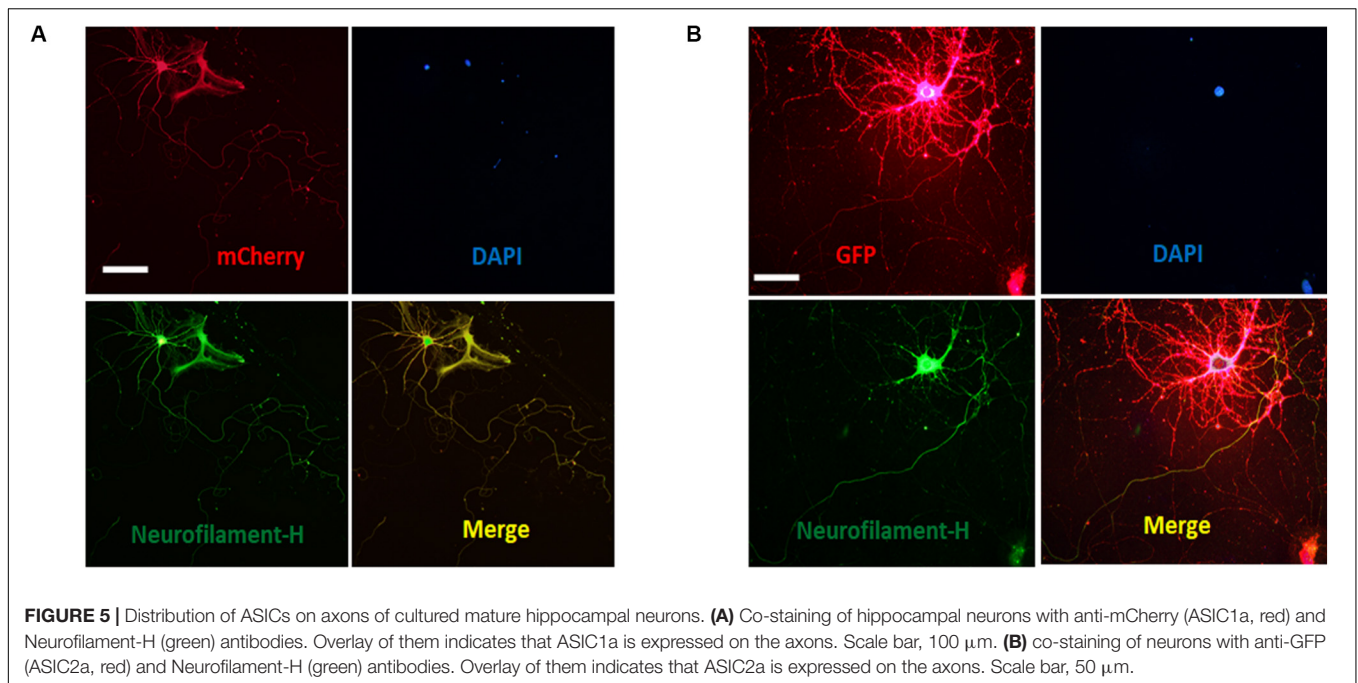 A
B
mCherry
DAPI
GFP
DAPI
Neurofilament-H
Merge
Neurofilament-H
Merge
FIGURE 5 | Distribution of ASICs on axons of cultured mature hippocampal neurons. (A) Co-staining of hippocampal neurons with anti-mCherry (ASIC1a, red) and
Neurofilament-H (green) antibodies. Overlay of them indicates that ASIC1a is expressed on the axons. Scale bar, 100 μm. (B) co-staining of neurons with anti-GFP
(ASIC2a, red) and Neurofilament-H (green) antibodies. Overlay of them indicates that ASIC2a is expressed on the axons. Scale bar, 50 μm.